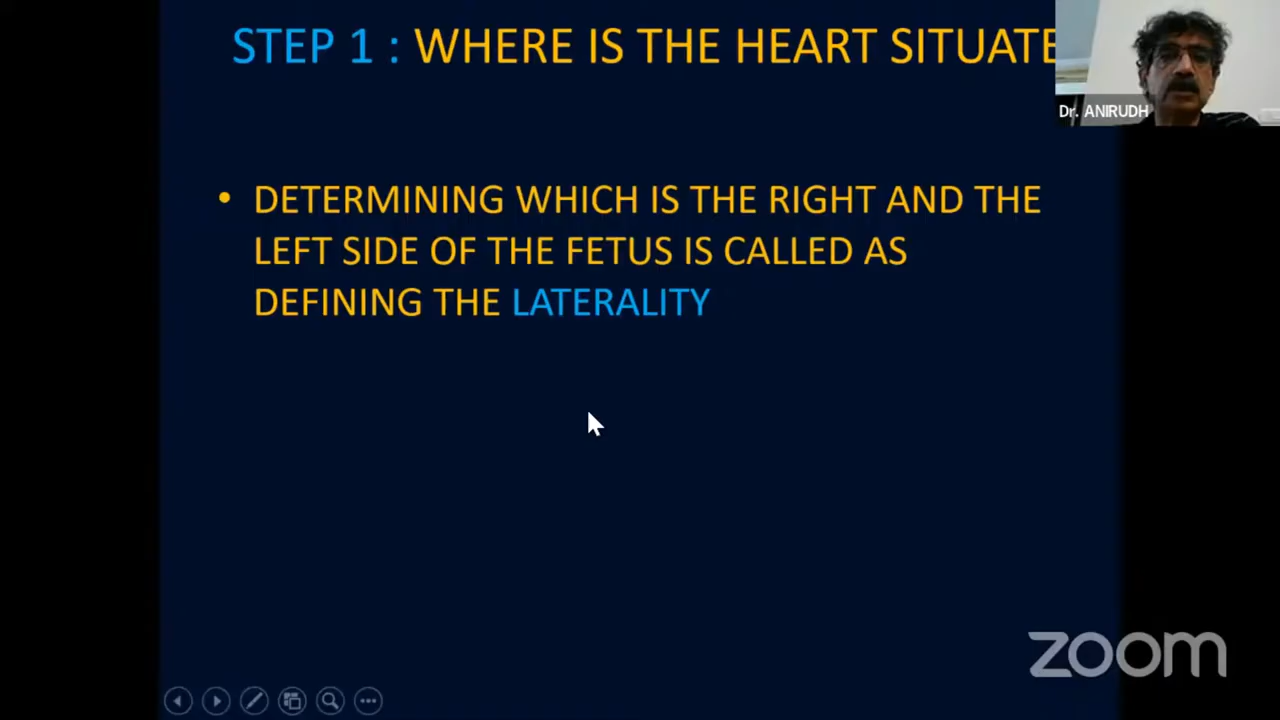 STEP 1 : WHERE IS THE HEART SITUATE
Dr. ANIRUDH
• DETERMINING WHICH IS THE RIGHT AND THE
LEFT SIDE OF THE FETUS IS CALLED AS
DEFINING THE LATERALITY
zoom